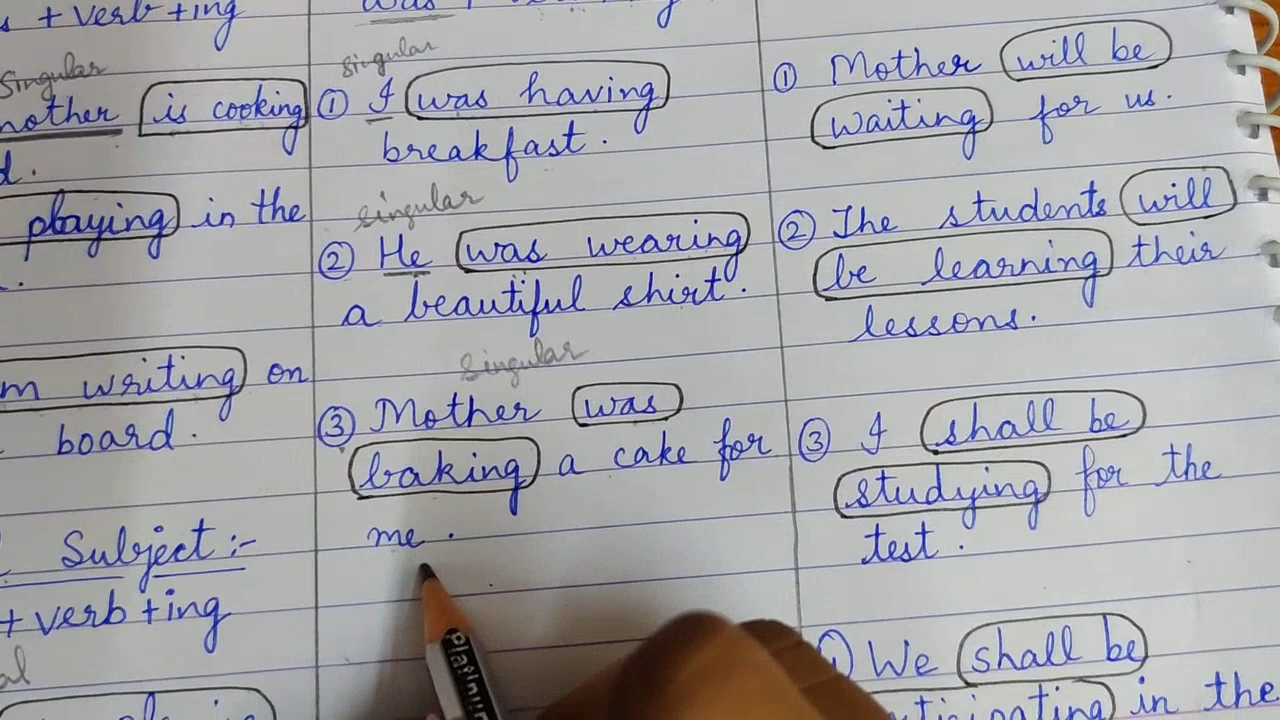 + verb + ing
Singular
is cooking
d.
playing in the
writing on
board.
Subject :-
+ verb + ing
was
singular
① I was having
breakfast.
singular
② He was wearing
a beautiful shirt.
Singular
③ Mother was
baking a cake for
me.
① Mother will be
waiting for us.
② The students will
be learning their
lessons.
③ I shall be
studying for the
test.
We shall be
in the
Platinum